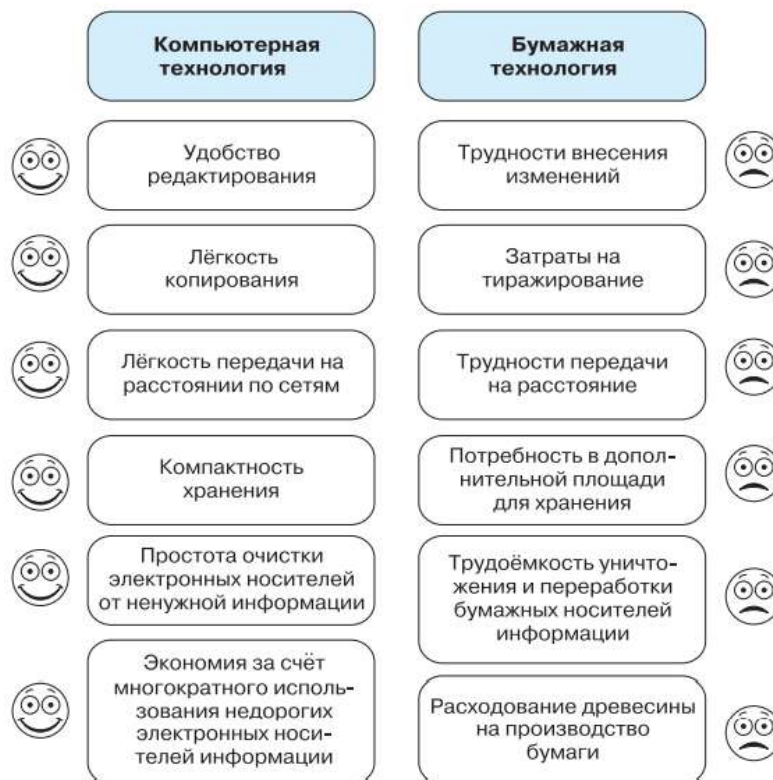 Компьютерная
технология
Бумажная
технология
Удобство
редактирования
Трудности внесения
изменений
Лёгкость
копирования
Затраты на
тиражирование
Лёгкость передачи на
расстоянии по сетям
Трудности передачи
на расстояние
Компактность
хранения
Потребность в допол-
нительной площади
для хранения
Простота очистки
электронных носителей
от ненужной информации
Трудоёмкость уничто-
жения и переработки
бумажных носителей
информации
Экономия за счёт
многократного исполь-
зования недорогих
электронных носи-
телей информации
Расходование древесины
на производство
бумаги